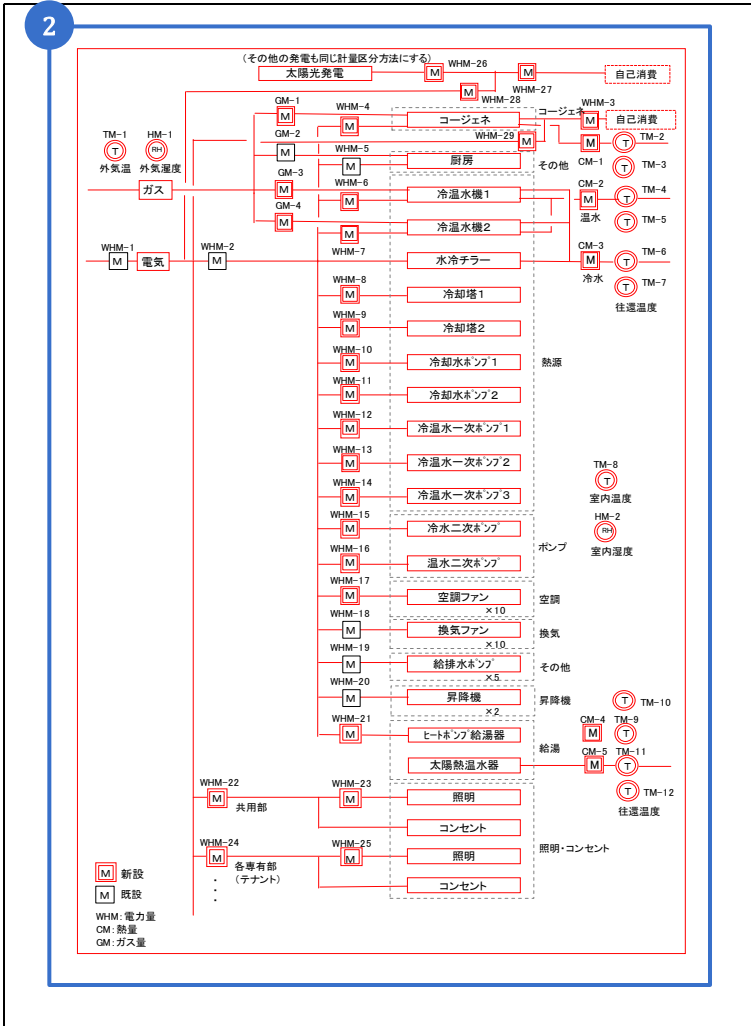 2
(その他の発電も同じ計量区分方法にする)
太陽光発電
WHM-26
M
M
WHM-27
自己消費
M
WHM-28
GM-1
M
WHM-4
M
コージェネ
コージェネ
WHM-3
M
自己消費
GM-2
M
WHM-29
M
TM-1
T
外気温
HM-1
RH
外気湿度
WHM-5
M
厨房
その他
M
CM-1
T
TM-2
T
TM-3
ガス
GM-3
M
WHM-6
M
冷温水機1
CM-2
M
温水
T
TM-4
T
TM-5
GM-4
M
M
冷温水機2
WHM-1
M
電気
WHM-2
M
WHM-7
水冷チラー
CM-3
M
冷水
T
TM-6
T
TM-7
往還温度
WHM-8
M
冷却塔1
WHM-9
M
冷却塔2
WHM-10
M
冷却水ポンプ1
熱源
WHM-11
M
冷却水ポンプ2
WHM-12
M
冷温水一次ポンプ1
WHM-13
M
冷温水一次ポンプ2
TM-8
T
室内温度
WHM-14
M
冷温水一次ポンプ3
WHM-15
M
冷水二次ポンプ
HM-2
RH
室内湿度
ポンプ
WHM-16
M
温水二次ポンプ
WHM-17
M
空調ファン
×10
空調
WHM-18
M
換気ファン
×10
換気
WHM-19
M
給排水ポンプ
×5
その他
WHM-20
M
昇降機
×2
昇降機
T
TM-10
WHM-21
M
ヒートポンプ給湯器
給湯
CM-4
M
TM-9
T
太陽熱温水器
CM-5
M
TM-11
T
T
TM-12
往還温度
WHM-22
M
共用部
WHM-23
M
照明
コンセント
照明・コンセント
WHM-24
M
各専有部
(テナント)
WHM-25
M
照明
コンセント
・
・
・
M 新設
M 既設
WHM:電力量
CM:熱量
GM:ガス量